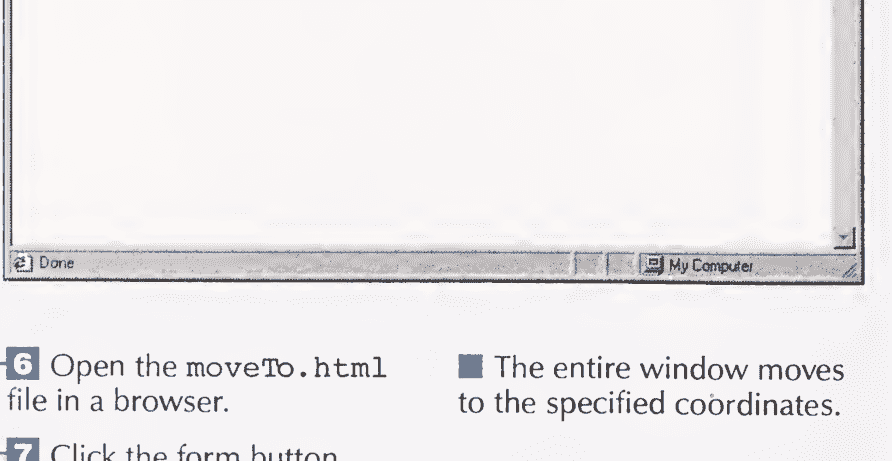 Done
My Computer
6 Open the moveTo.html
file in a browser.
7 Click the form button.
■ The entire window moves
to the specified coordinates.